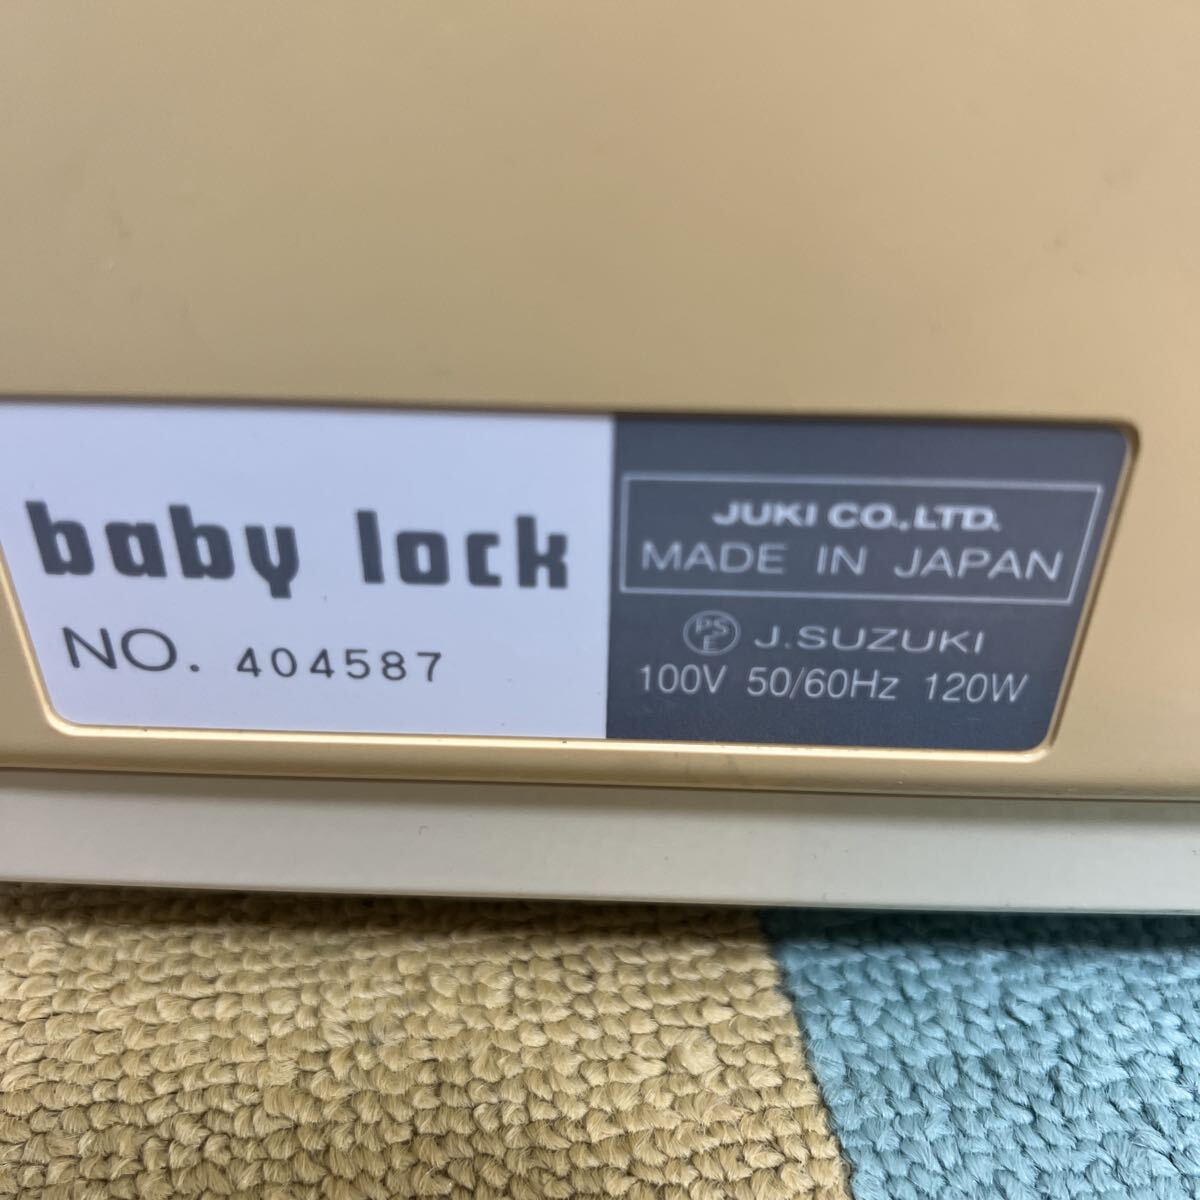 baby lock
NO. 404587
JUKI CO.,LTD.
MADE IN JAPAN
PSE J.SUZUKI
100V 50/60Hz 120W